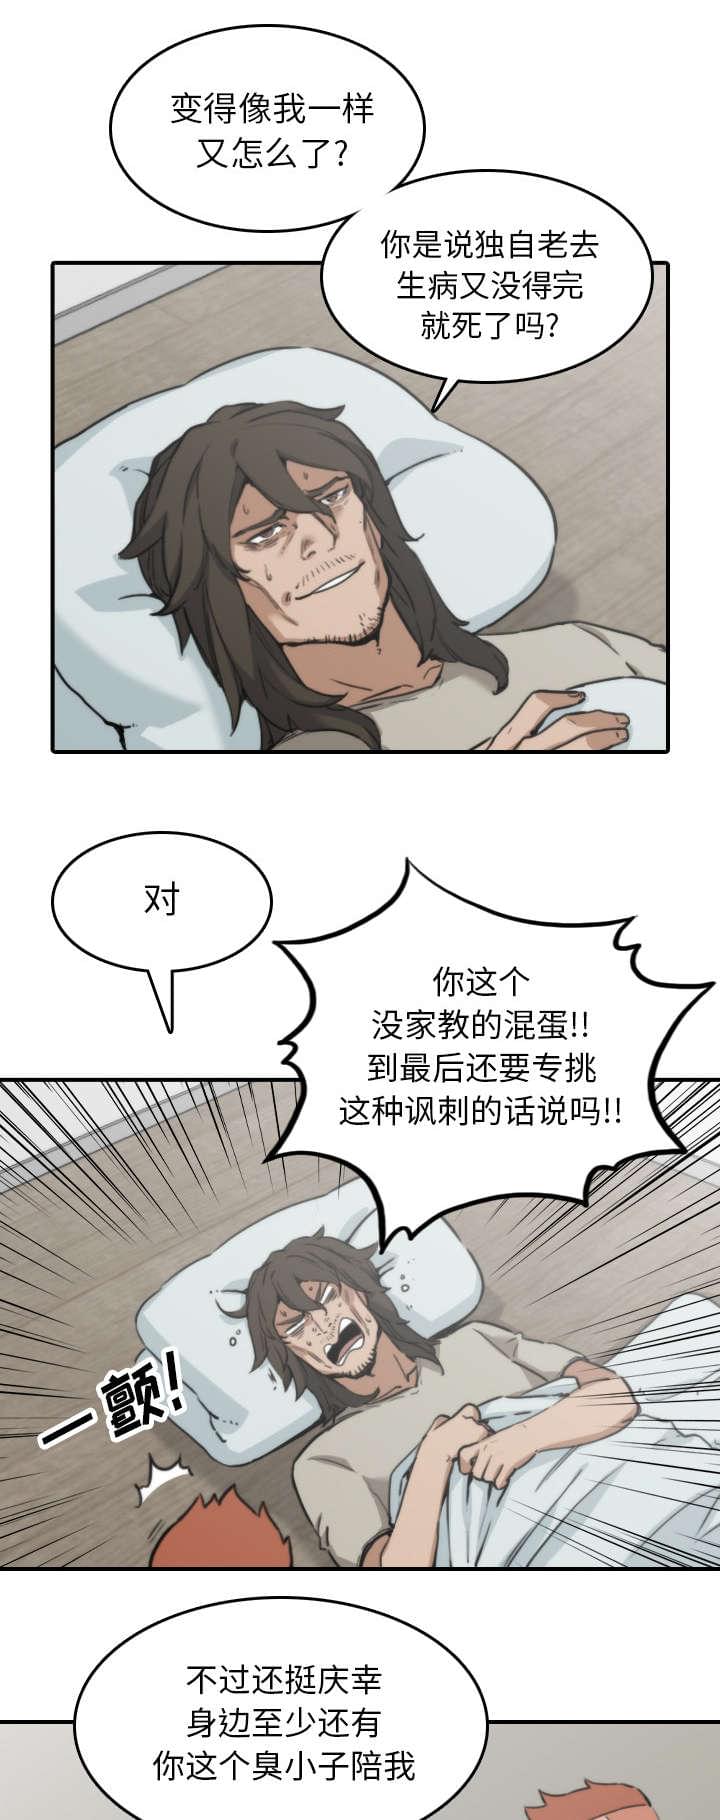 变得像我一样
又怎么了?
你是说独自老去
生病又没得完
就死了吗?
对
你这个
没家教的混蛋!!
到最后还要专挑
这种讽刺的话说吗!!
一颤!
不过还挺庆幸
身边至少还有
你这个臭小子陪我